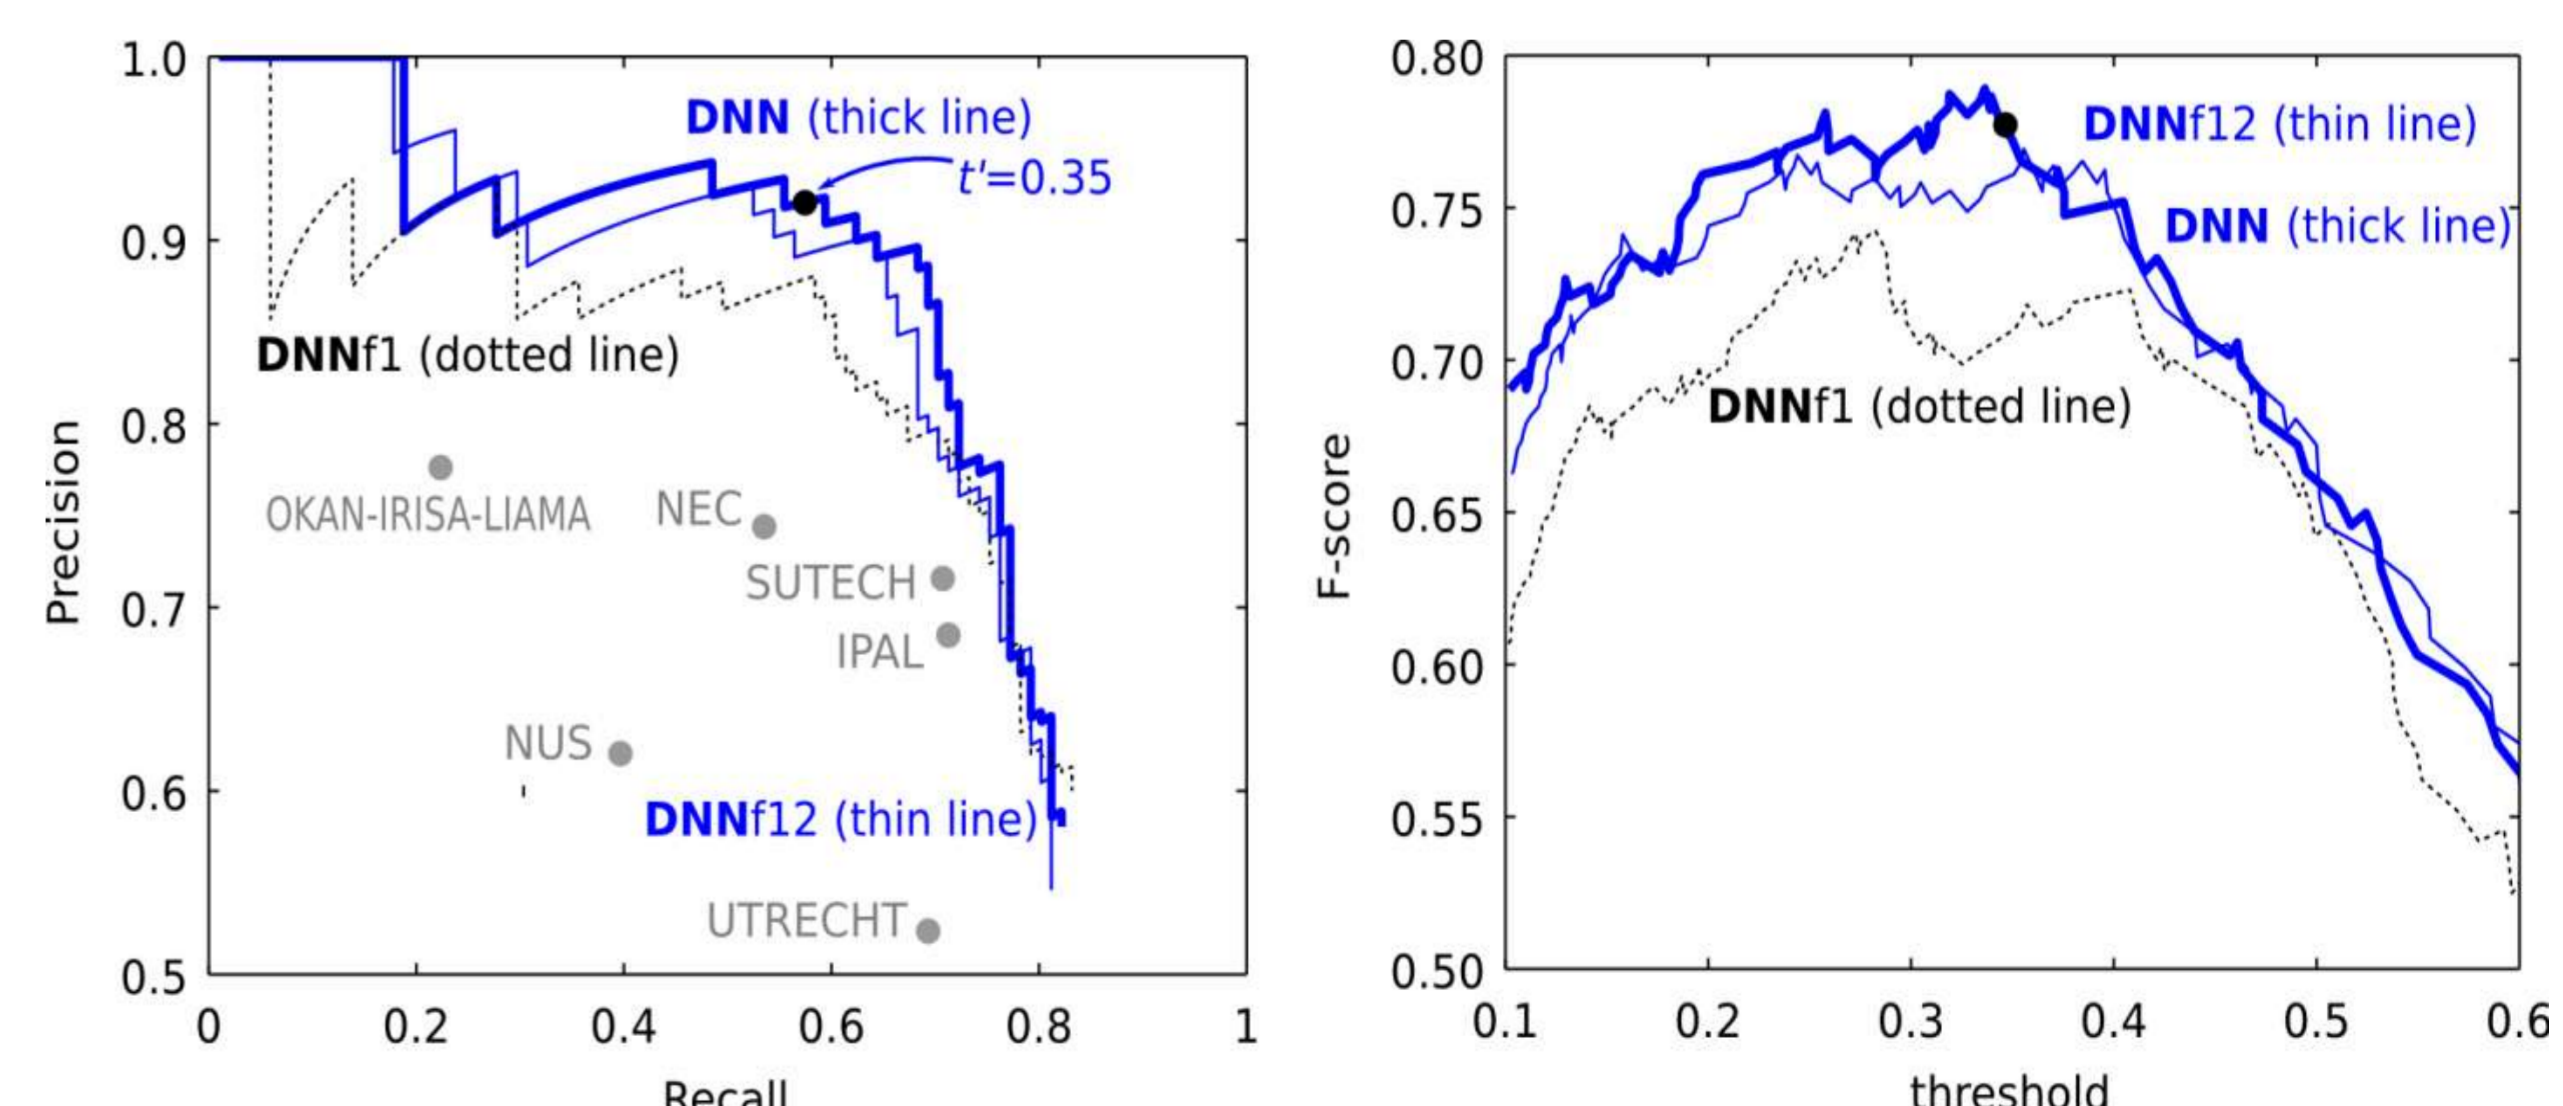 1.0
0.9
0.8
0.7
0.6
0.5
Precision
0 0.2 0.4 0.6 0.8 1
Recall
DNN (thick line)
t'=0.35
DNNf1 (dotted line)
OKAN-IRISA-LIAMA
NEC
SUTECH
IPAL
NUS
DNNf12 (thin line)
UTRECHT
0.80
0.75
0.70
0.65
0.60
0.55
0.50
F-score
0.1 0.2 0.3 0.4 0.5 0.6
threshold
DNNf12 (thin line)
DNN (thick line)
DNNf1 (dotted line)